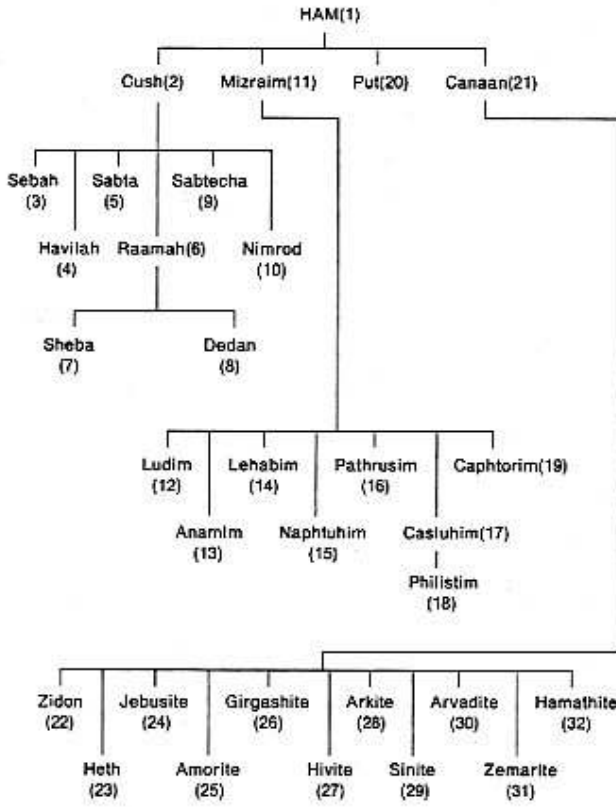 HAM(1)
Cush(2) Mizraim(11) Put(20) Canaan(21)
Sebah Sabta Sabtecha
(3) (5) (9)
Havilah Raamah(6) Nimrod
(4) (10)
Sheba Dedan
(7) (8)
Ludim Lehabim Pathrusim Caphtorim(19)
(12) (14) (16)
Anamim Naphtuhim Casluhim(17)
(13) (15)
Philistim
(18)
Zidon Jebusite Girgashite Arkite Arvadite Hamathite
(22) (24) (26) (28) (30) (32)
Heth Amorite Hivite Sinite Zemarite
(23) (25) (27) (29) (31)